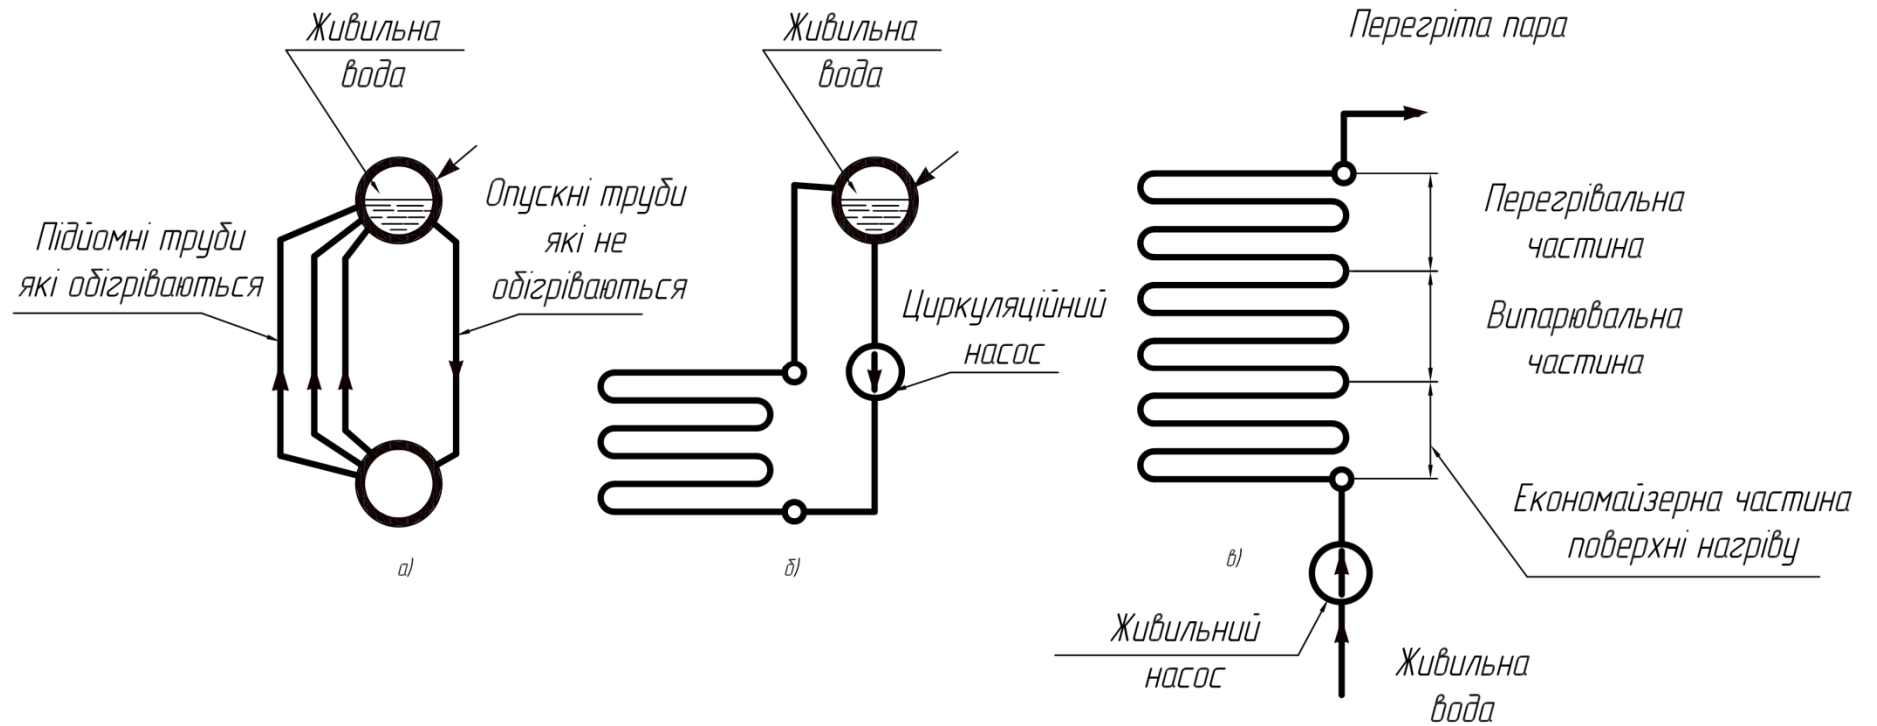 Живильна
вода
Підйомні труби
які обігріваються
Опускні труби
які не
обігріваються
а)
Живильна
вода
Циркуляційний
насос
б)
Перегріта пара
Перегрівальна
частина
Випарювальна
частина
Економайзерна частина
поверхні нагріву
в)
Живильний
насос
Живильна
вода